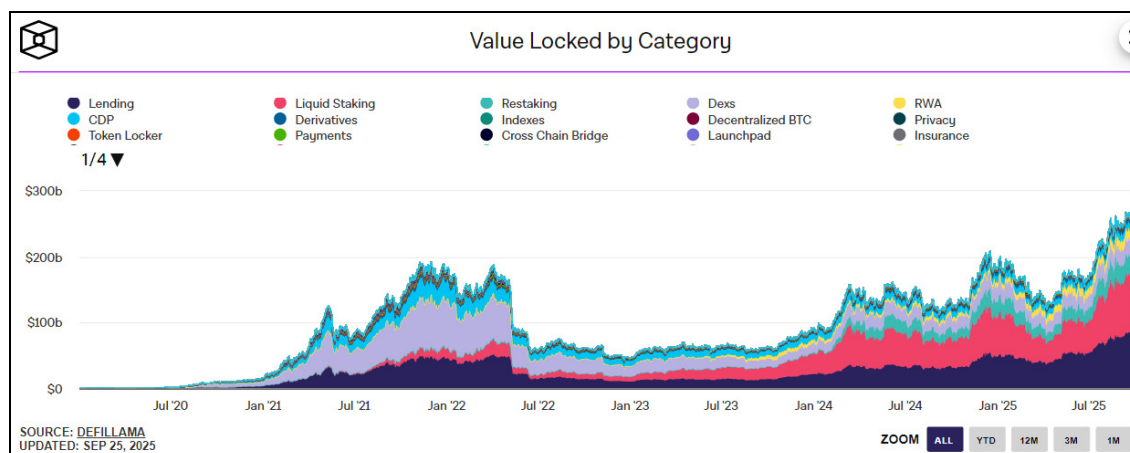 Value Locked by Category
Lending Liquid Staking Restaking Dexs RWA
CDP Derivatives Indexes Decentralized BTC Privacy
Token Locker Payments Cross Chain Bridge Launchpad Insurance
1/4 ▼
$300b
$200b
$100b
$0
Jul '20 Jan '21 Jul '21 Jan '22 Jul '22 Jan '23 Jul '23 Jan '24 Jul '24 Jan '25 Jul '25
SOURCE: DEFILLAMA
UPDATED: SEP 25, 2025
ZOOM ALL YTD 12M 3M 1M